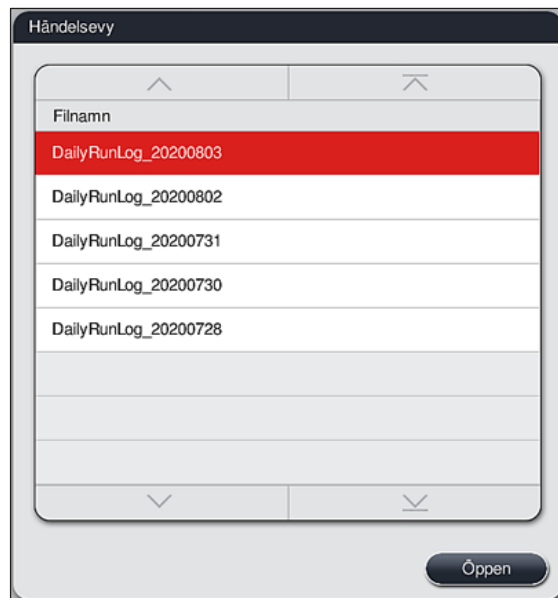 Händelsevy
Filnamn
DailyRunLog_20200803
DailyRunLog_20200802
DailyRunLog_20200731
DailyRunLog_20200730
DailyRunLog_20200728
Öppen